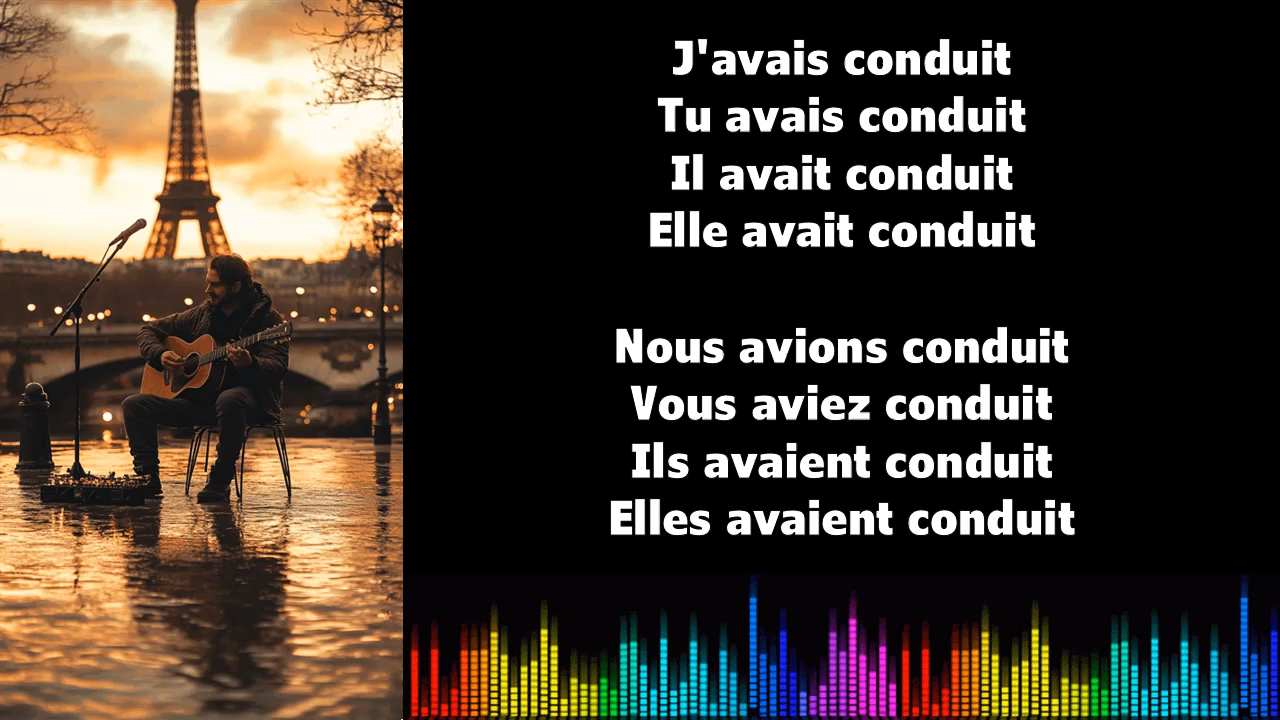 J'avais conduit
Tu avais conduit
Il avait conduit
Elle avait conduit
Nous avions conduit
Vous aviez conduit
Ils avaient conduit
Elles avaient conduit